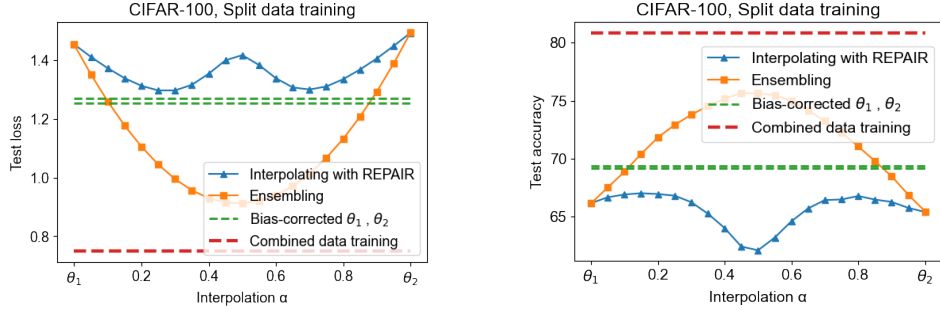 CIFAR-100, Split data training
Test loss
1.4
1.2
1.0
0.8
Interpolating with REPAIR
Ensembling
Bias-corrected θ1 , θ2
Combined data training
θ1 0.2 0.4 0.6 0.8 θ2
Interpolation α
CIFAR-100, Split data training
Test accuracy
80
75
70
65
Interpolating with REPAIR
Ensembling
Bias-corrected θ1 , θ2
Combined data training
θ1 0.2 0.4 0.6 0.8 θ2
Interpolation α